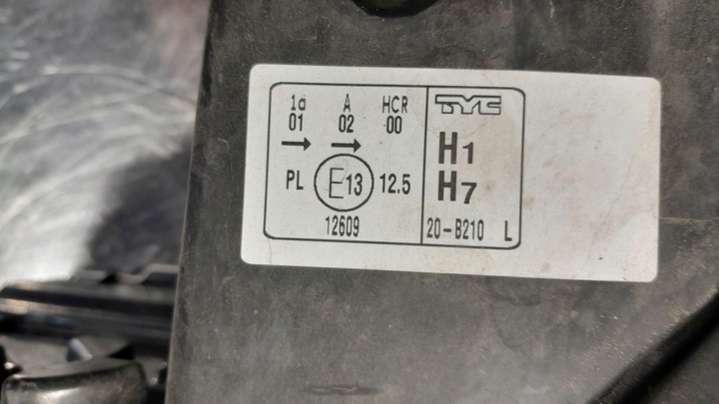 1a A HCR
01 02 00
→ →
PL E13 12.5
12609
TYC
H1
H7
20-B210 L